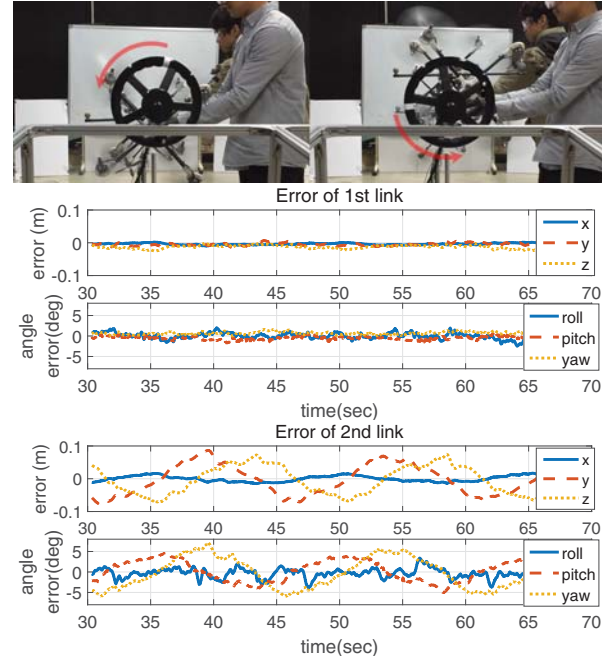 Error of 1st link
0.1
0
-0.1
error (m)
x
y
z
30 35 40 45 50 55 60 65 70
5
0
-5
angle
error(deg)
roll
pitch
yaw
30 35 40 45 50 55 60 65 70
time(sec)
Error of 2nd link
0.1
0
-0.1
error (m)
x
y
z
30 35 40 45 50 55 60 65 70
5
0
-5
angle
error(deg)
roll
pitch
yaw
30 35 40 45 50 55 60 65 70
time(sec)